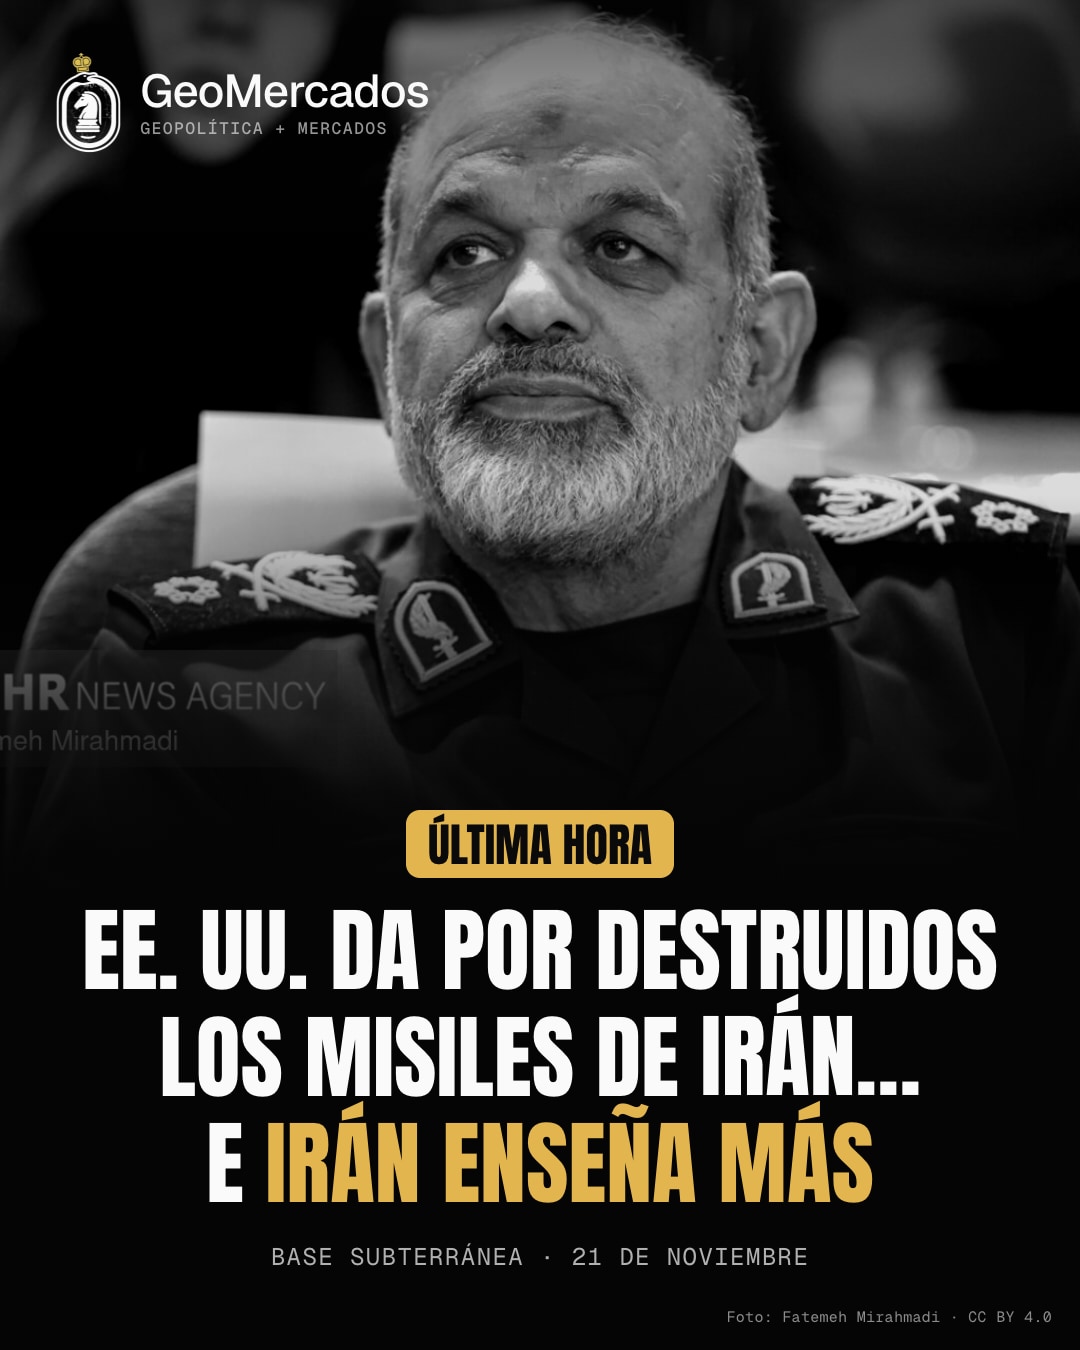 GeoMercados
GEOPOLÍTICA + MERCADOS
HR NEWS AGENCY
meh Mirahmadi
ÚLTIMA HORA
EE. UU. DA POR DESTRUIDOS
LOS MISILES DE IRÁN...
E IRÁN ENSEÑA MÁS
BASE SUBTERRÁNEA · 21 DE NOVIEMBRE
Foto: Fatemeh Mirahmadi · CC BY 4.0